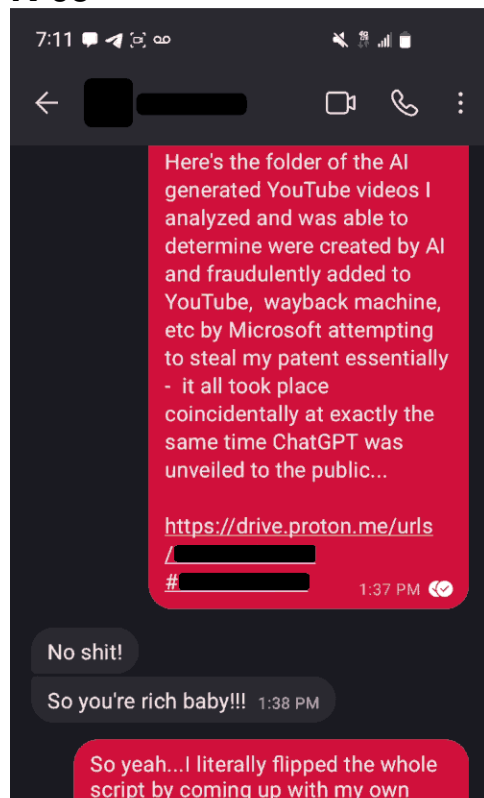 7:11
Here's the folder of the AI
generated YouTube videos I
analyzed and was able to
determine were created by AI
and fraudulently added to
YouTube,  wayback machine,
etc by Microsoft attempting
to steal my patent essentially
-  it all took place
coincidentally at exactly the
same time ChatGPT was
unveiled to the public...
https://drive.proton.me/urls
/
#
1:37 PM
No shit!
So you're rich baby!!! 1:38 PM
So yeah...I literally flipped the whole
script by coming up with my own